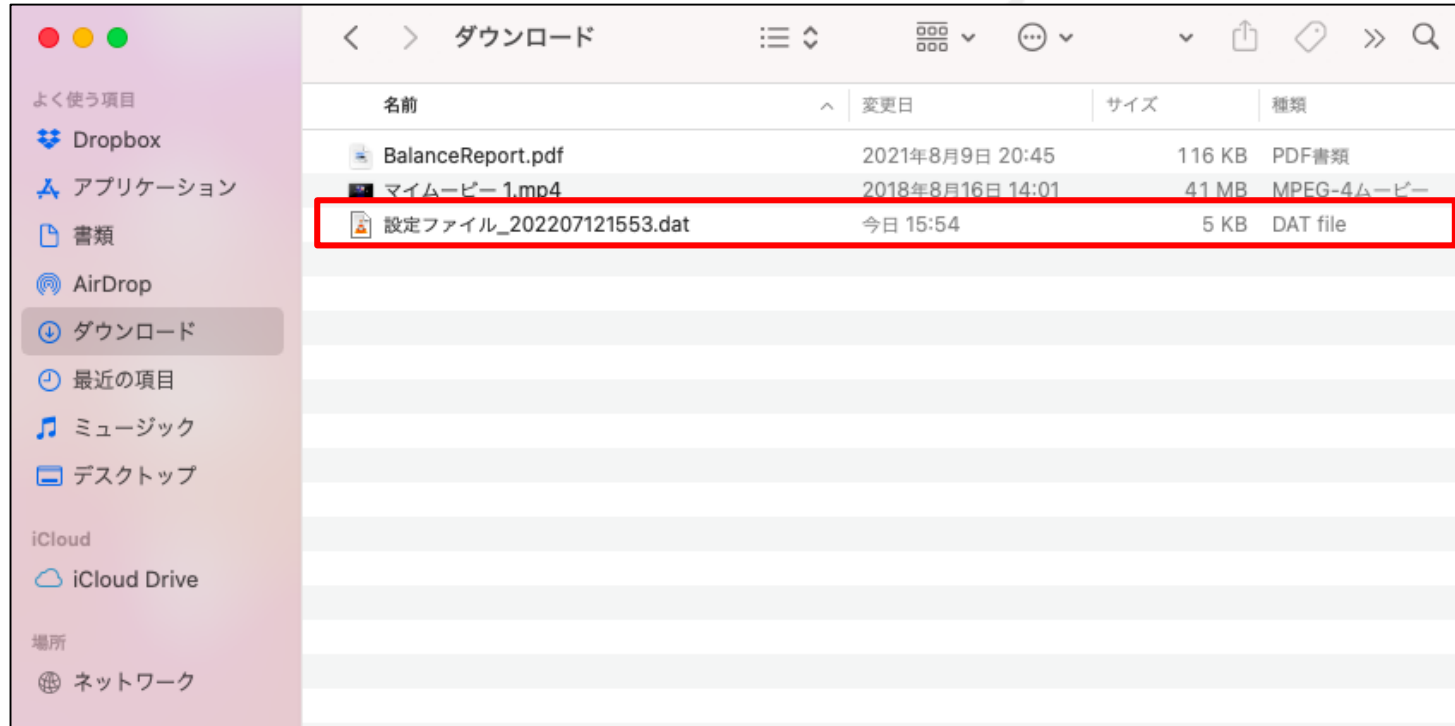 ダウンロード
よく使う項目
Dropbox
アプリケーション
書類
AirDrop
ダウンロード
最近の項目
ミュージック
デスクトップ
iCloud
iCloud Drive
場所
ネットワーク
名前 変更日 サイズ 種類
BalanceReport.pdf 2021年8月9日 20:45 116 KB PDF書類
マイムービー 1.mp4 2018年8月16日 14:01 41 MB MPEG-4ムービー
設定ファイル_202207121553.dat 今日 15:54 5 KB DAT file